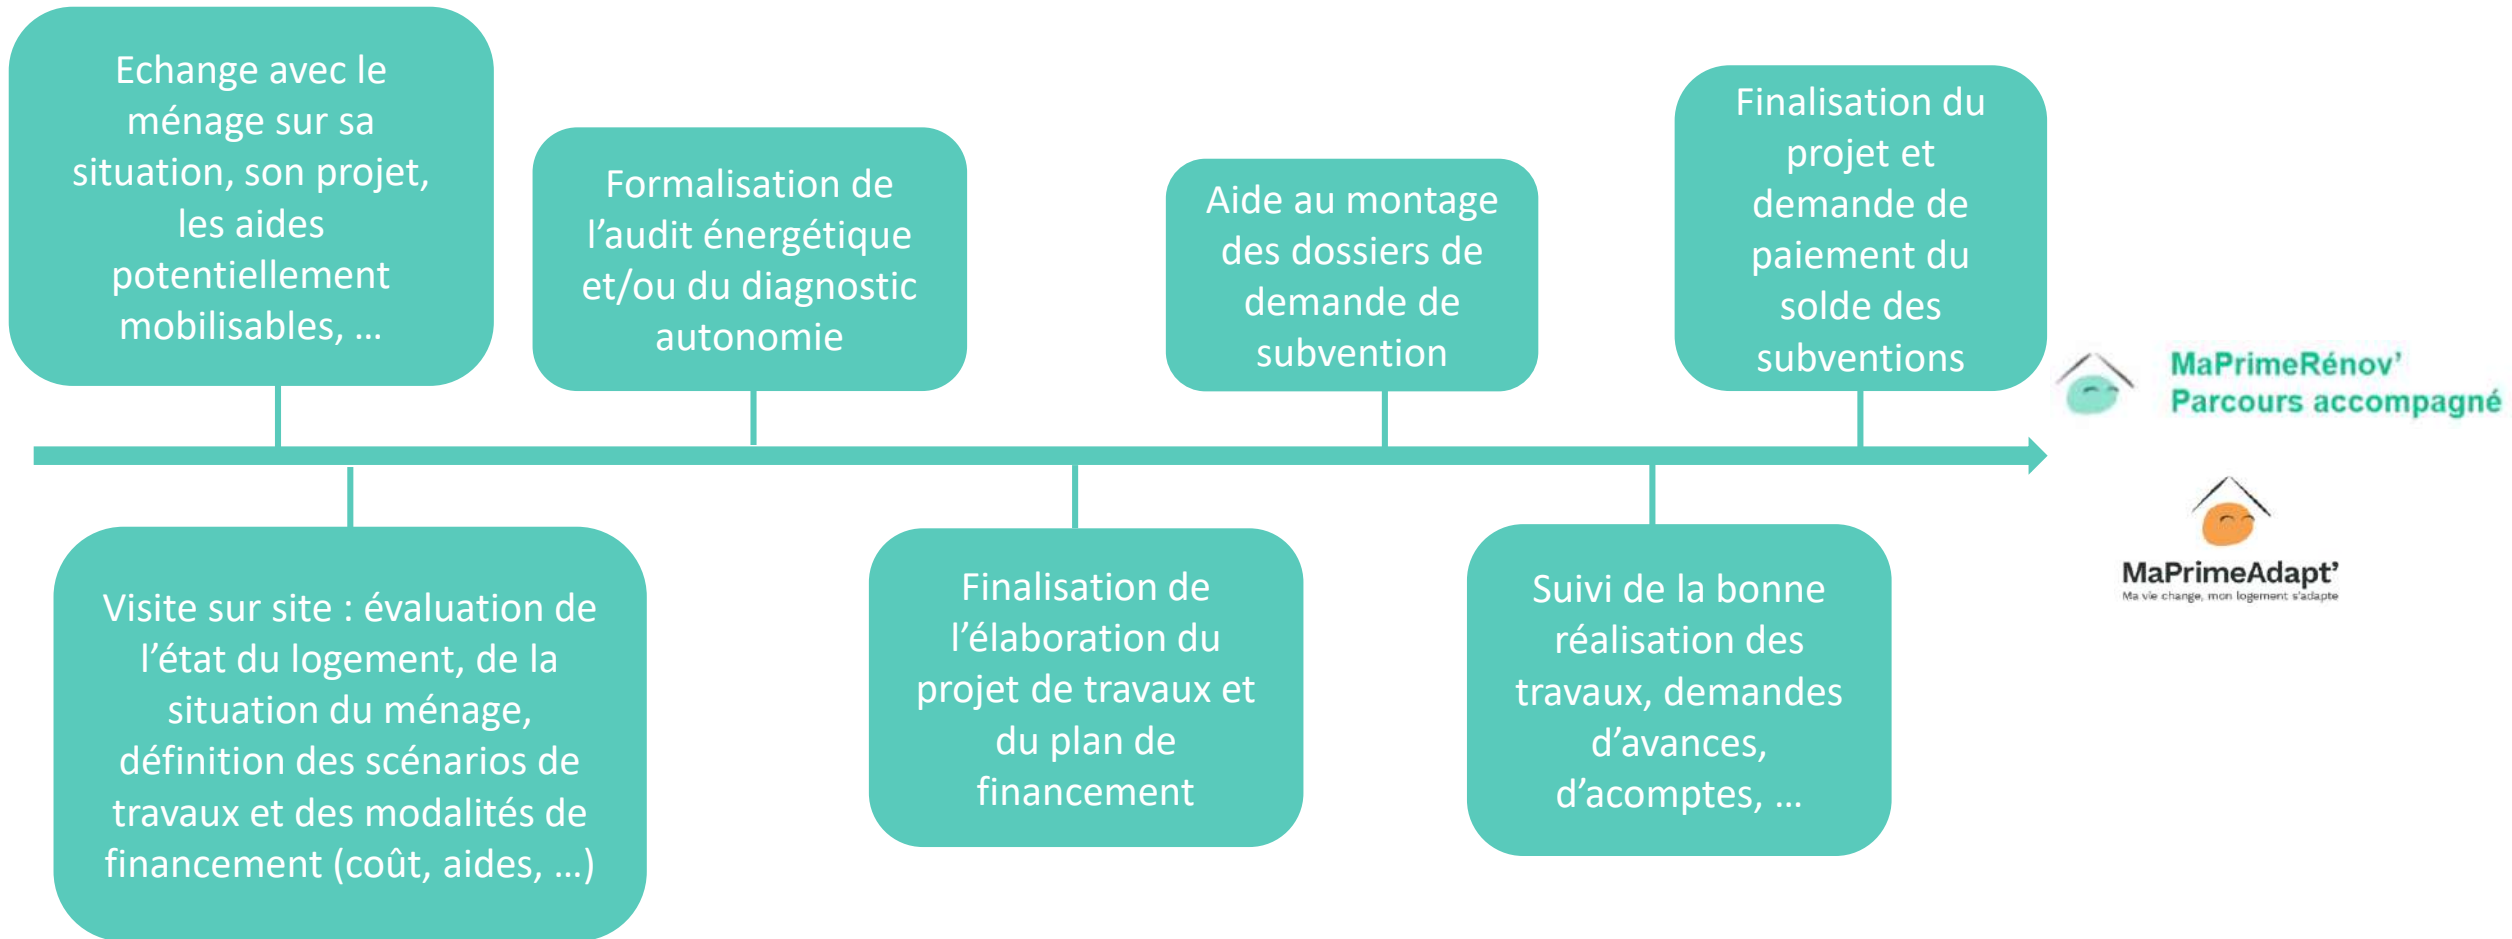 Echange avec le
ménage sur sa
situation, son projet,
les aides
potentiellement
mobilisables, ...
Visite sur site : évaluation de
l’état du logement, de la
situation du ménage,
définition des scénarios de
travaux et des modalités de
financement (coût, aides, ...)
Formalisation de
l’audit énergétique
et/ou du diagnostic
autonomie
Finalisation de
l’élaboration du
projet de travaux et
du plan de
financement
Aide au montage
des dossiers de
demande de
subvention
Suivi de la bonne
réalisation des
travaux, demandes
d’avances,
d’acomptes, ...
Finalisation du
projet et
demande de
paiement du
solde des
subventions
MaPrimeRénov’
Parcours accompagné
MaPrimeAdapt’
Ma vie change, mon logement s’adapte